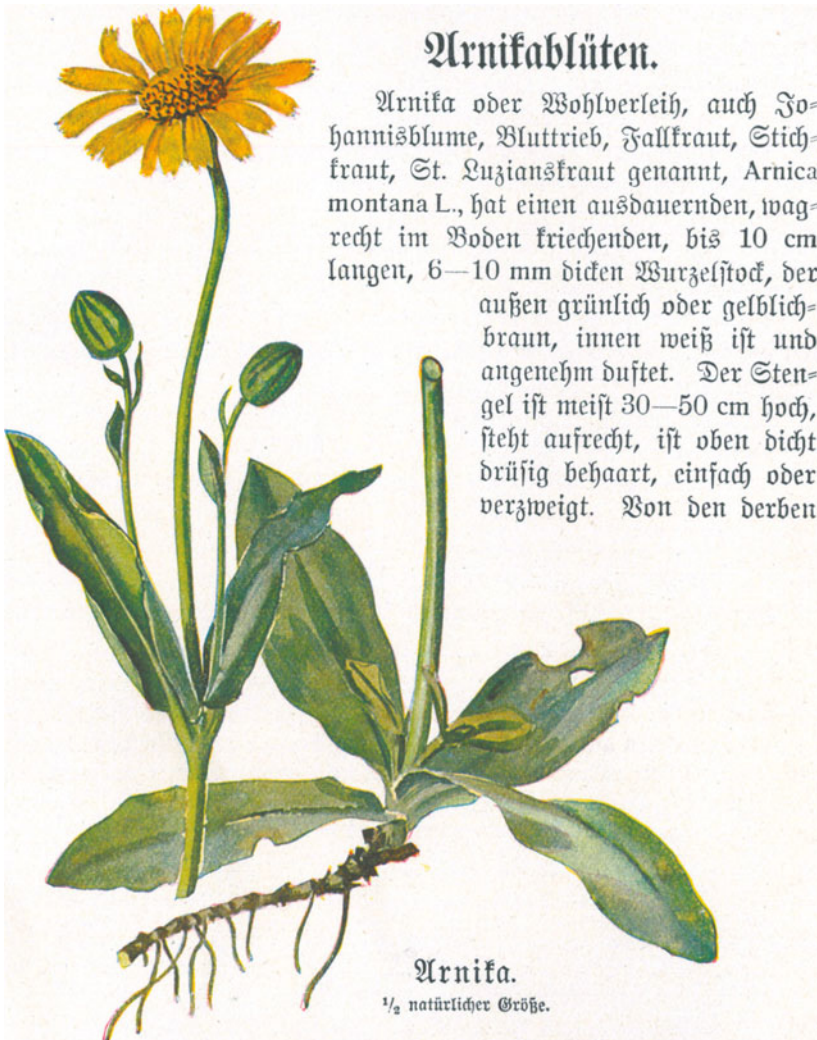 Arnikablüten.
Arnika oder Wohlverleih, auch Jo-
hannisblume, Bluttrieb, Fallkraut, Stich-
kraut, St. Luzianskraut genannt, Arnica
montana L., hat einen ausdauernden, wag-
recht im Boden kriechenden, bis 10 cm
langen, 6—10 mm dicken Wurzelstock, der
außen grünlich oder gelblich-
braun, innen weiß ist und
angenehm duftet. Der Sten-
gel ist meist 30—50 cm hoch,
steht aufrecht, ist oben dicht
drüsig behaart, einfach oder
verzweigt. Von den derben
Arnika.
1/2 natürlicher Größe.